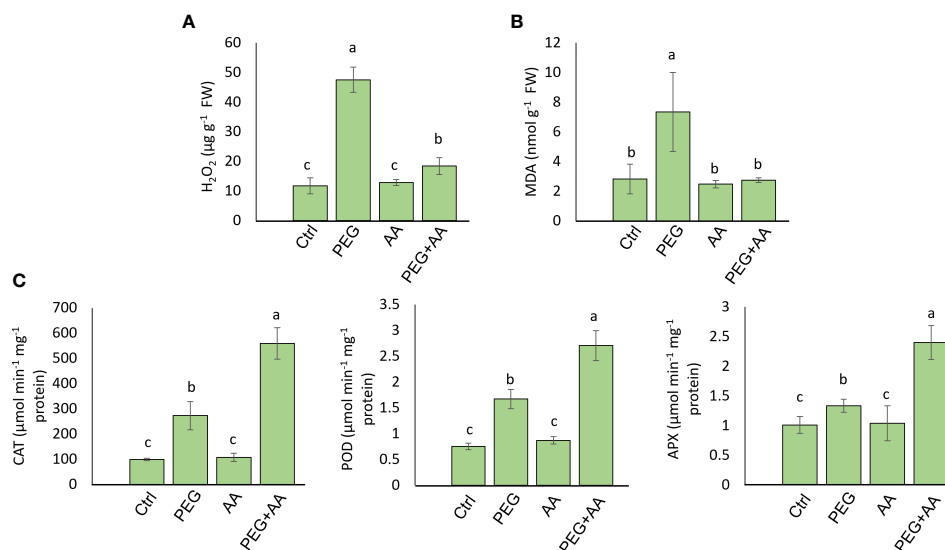 A
H₂O₂ (µg g⁻¹ FW)
60
50
40
30
20
10
0
c
a
c
b
Ctrl
PEG
AA
PEG+AA
B
MDA (nmol g⁻¹ FW)
12
10
8
6
4
2
0
b
a
b
b
Ctrl
PEG
AA
PEG+AA
C
CAT (µmol min⁻¹ mg⁻¹
protein)
700
600
500
400
300
200
100
0
c
b
c
a
Ctrl
PEG
AA
PEG+AA
POD (µmol min⁻¹ mg⁻¹
protein)
3.5
3
2.5
2
1.5
1
0.5
0
c
b
c
a
Ctrl
PEG
AA
PEG+AA
APX (µmol min⁻¹ mg⁻¹
protein)
3
2.5
2
1.5
1
0.5
0
c
b
c
a
Ctrl
PEG
AA
PEG+AA